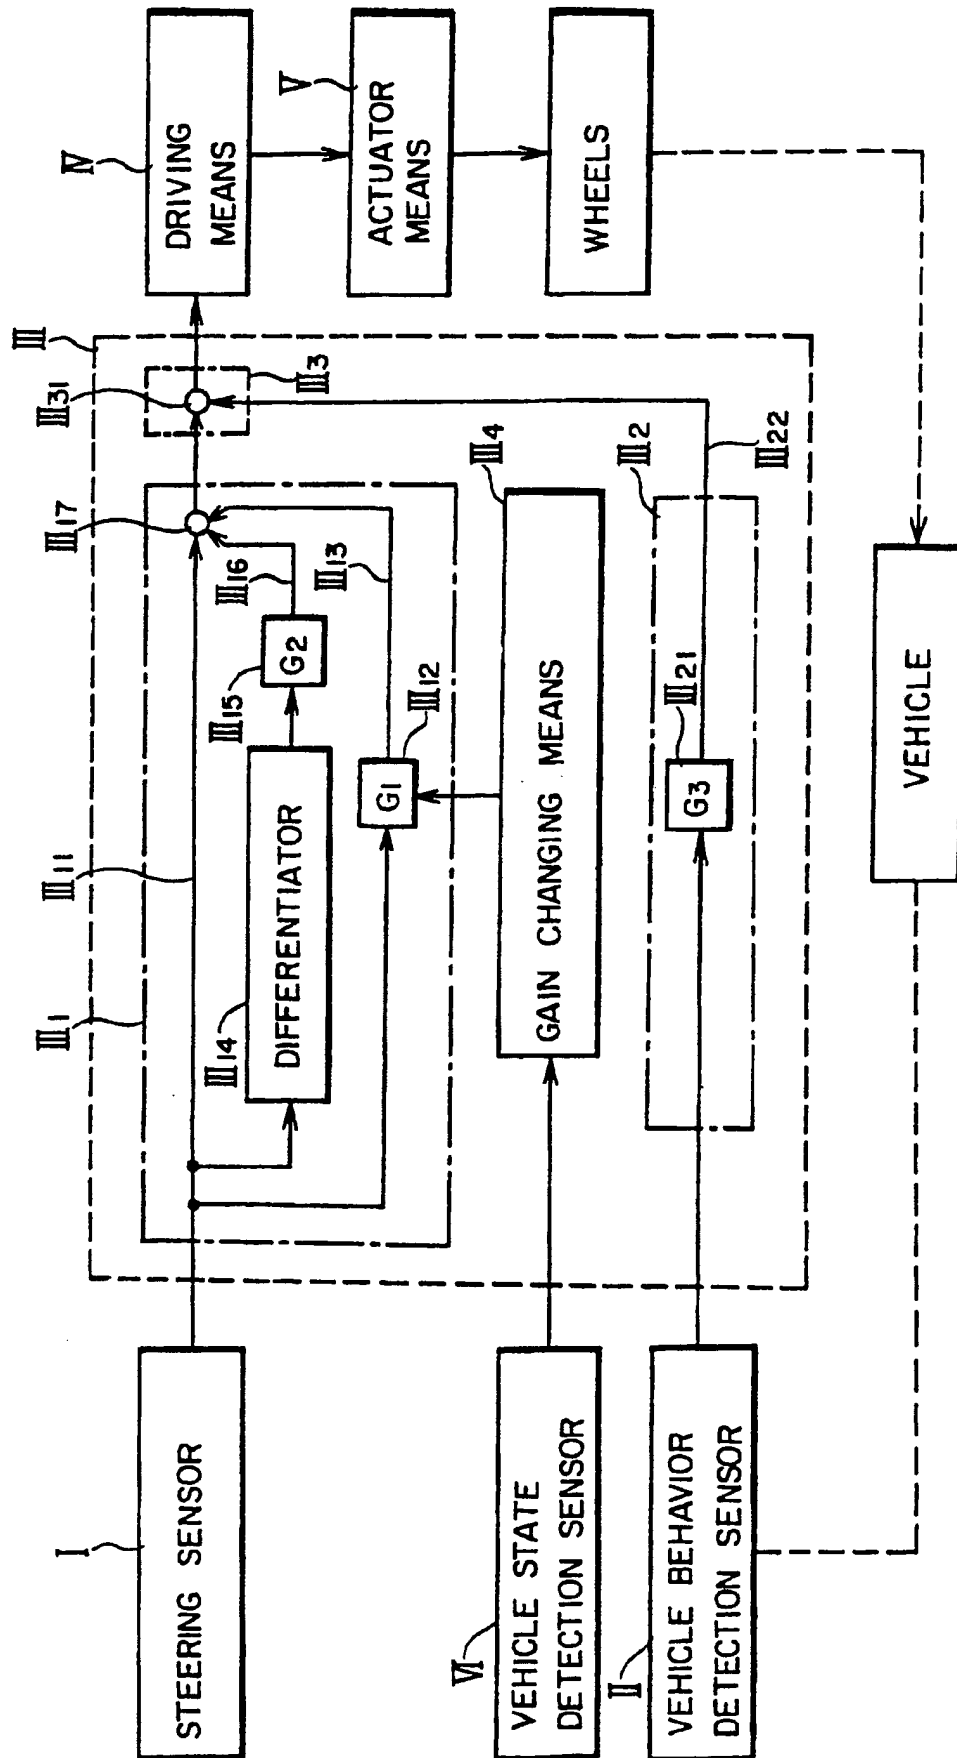 I
STEERING SENSOR
VI
VEHICLE STATE
DETECTION SENSOR
II
VEHICLE BEHAVIOR
DETECTION SENSOR
III
III1
III11
III14
DIFFERENTIATOR
III15
G2
III16
III17
G1
III12
III13
III4
GAIN CHANGING MEANS
III2
G3
III21
III22
III31
III3
IV
DRIVING
MEANS
V
ACTUATOR
MEANS
WHEELS
VEHICLE